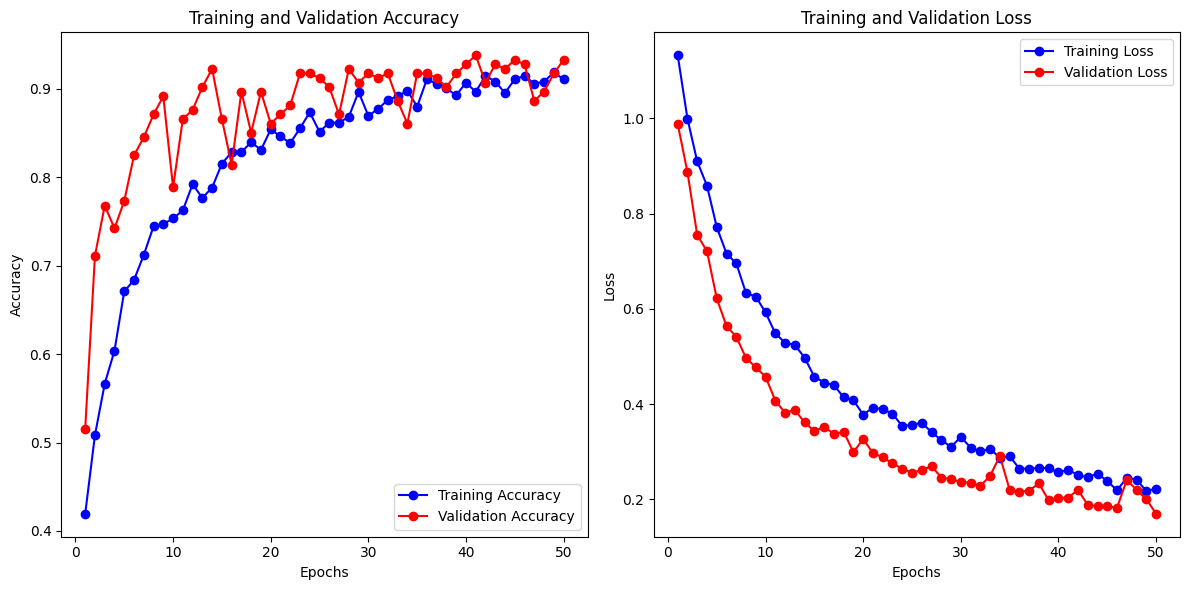 Training and Validation Accuracy
Accuracy
0.9
0.8
0.7
0.6
0.5
0.4
Training Accuracy
Validation Accuracy
0 10 20 30 40 50
Epochs
Training and Validation Loss
Loss
1.0
0.8
0.6
0.4
0.2
Training Loss
Validation Loss
0 10 20 30 40 50
Epochs